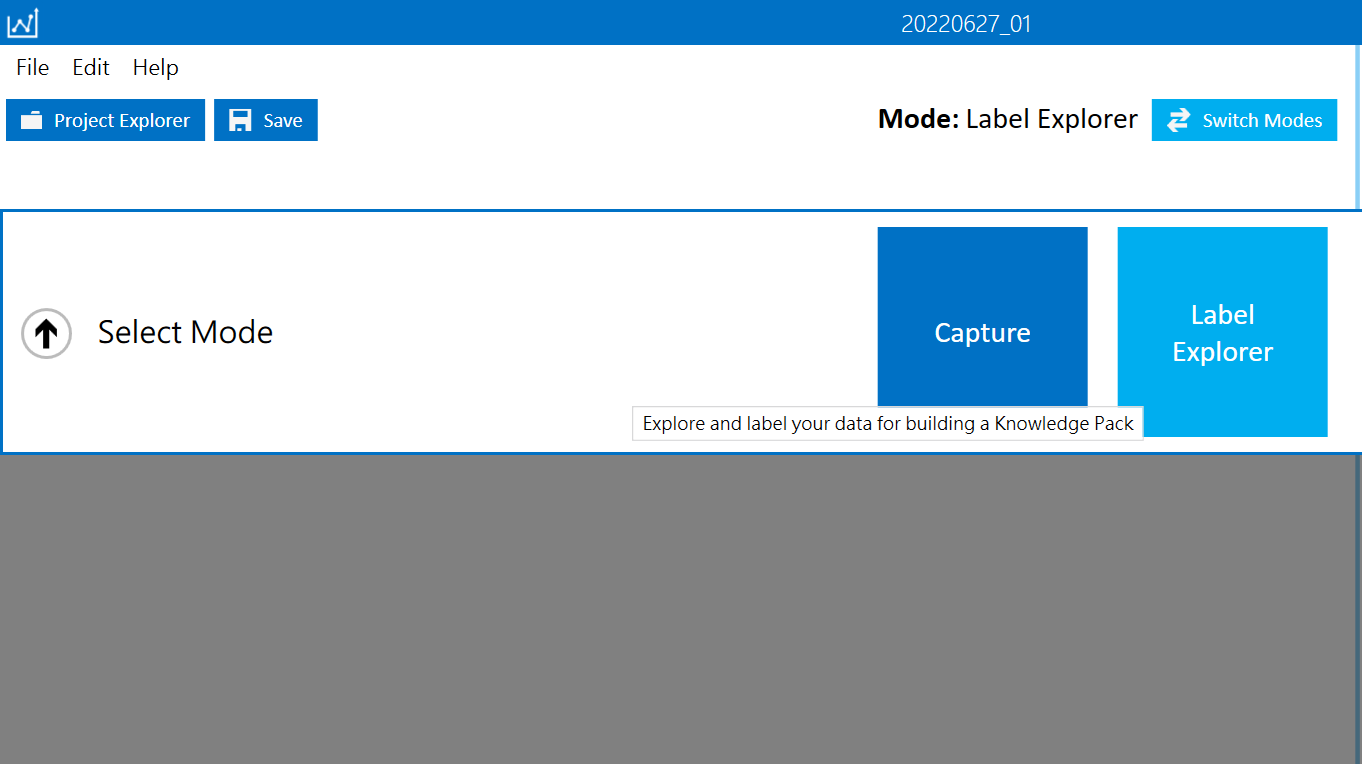 20220627_01
File Edit Help
Project Explorer Save Mode: Label Explorer Switch Modes
Select Mode
Capture
Label
Explorer
Explore and label your data for building a Knowledge Pack